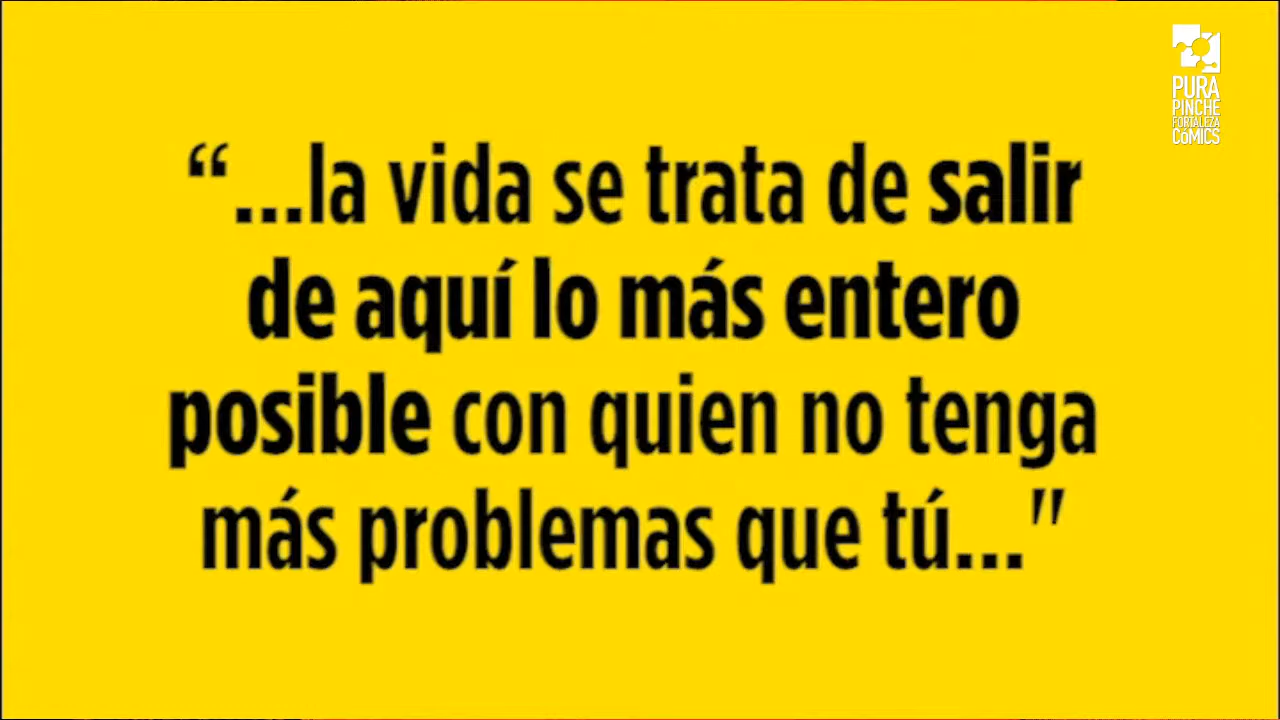 PURA
PINCHE
FORTALEZA
CóMICS
“...la vida se trata de salir
de aquí lo más entero
posible con quien no tenga
más problemas que tú..."